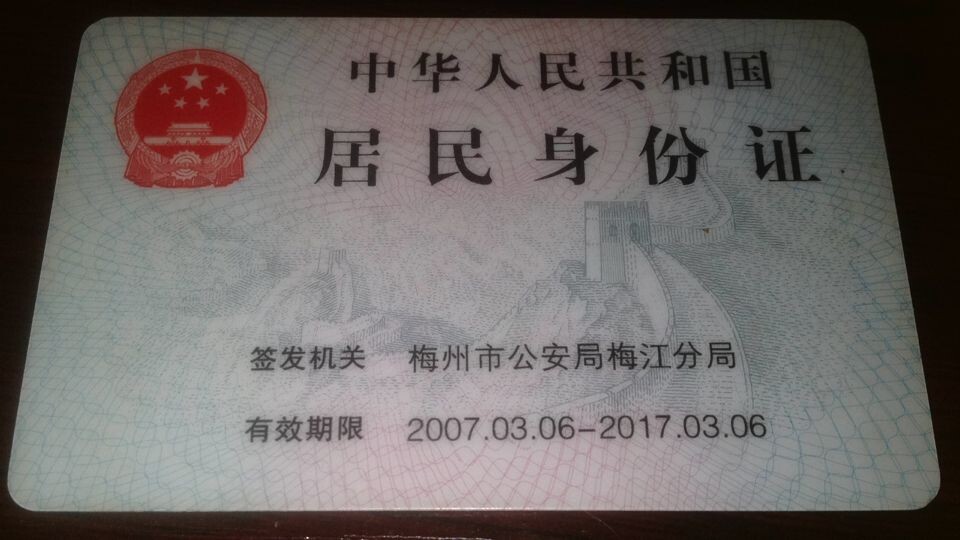 中华人民共和国
居民身份证
签发机关 梅州市公安局梅江分局
有效期限 2007.03.06-2017.03.06